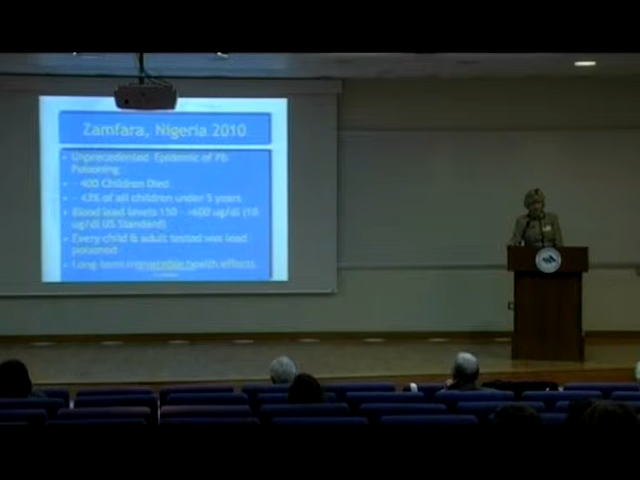 Zamfara, Nigeria 2010
Unprecedented Epidemic of Pb
Poisoning
~ 400 Children Died
~ 43% of all children under 5 years
Blood lead levels 150 - >600 ug/dl (10
ug/dl US Standard)
Every child & adult tested was lead
poisoned
Long-term irreversible health effects